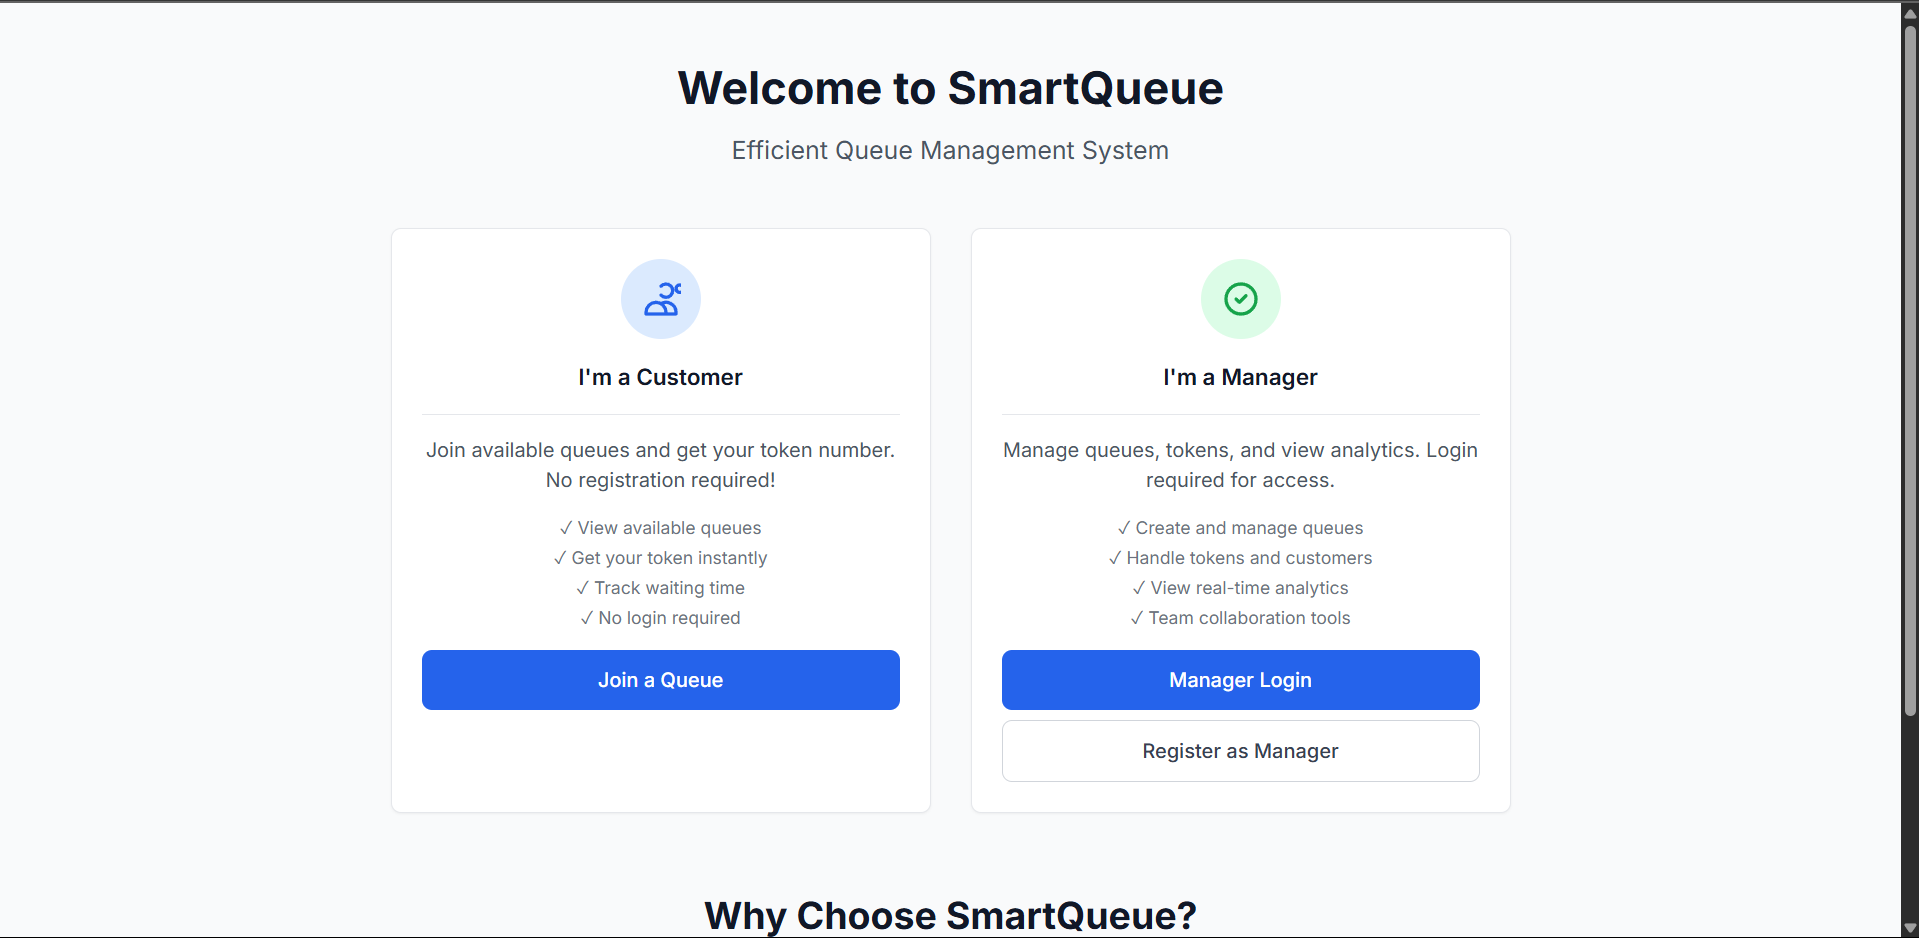 Welcome to SmartQueue
Efficient Queue Management System
I'm a Customer
Join available queues and get your token number.
No registration required!
✓ View available queues
✓ Get your token instantly
✓ Track waiting time
✓ No login required
Join a Queue
I'm a Manager
Manage queues, tokens, and view analytics. Login
required for access.
✓ Create and manage queues
✓ Handle tokens and customers
✓ View real-time analytics
✓ Team collaboration tools
Manager Login
Register as Manager
Why Choose SmartQueue?